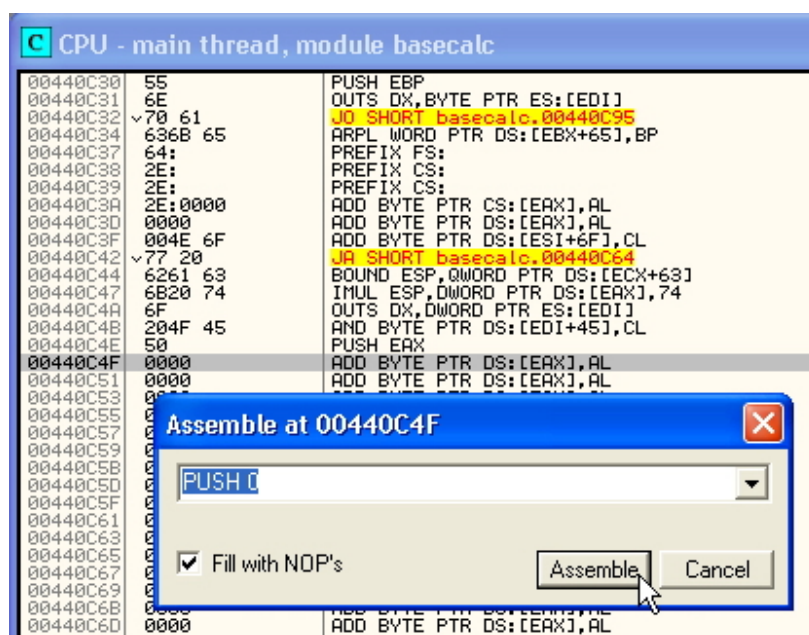 C CPU - main thread, module basecalc
00440C30 55 PUSH EBP
00440C31 6E OUTS DX,BYTE PTR ES:[EDI]
00440C32 70 61 JO SHORT basecalc.00440C95
00440C34 636B 65 ARPL WORD PTR DS:[EBX+65],BP
00440C37 64: PREFIX FS:
00440C38 2E: PREFIX CS:
00440C39 2E: PREFIX CS:
00440C3A 2E:0000 ADD BYTE PTR CS:[EAX],AL
00440C3D 0000 ADD BYTE PTR DS:[EAX],AL
00440C3F 004E 6F ADD BYTE PTR DS:[ESI+6F],CL
00440C42 77 20 JA SHORT basecalc.00440C64
00440C44 6261 63 BOUND ESP,QWORD PTR DS:[ECX+63]
00440C47 6B20 74 IMUL ESP,DWORD PTR DS:[EAX],74
00440C4A 6F OUTS DX,DWORD PTR ES:[EDI]
00440C4B 204F 45 AND BYTE PTR DS:[EDI+45],CL
00440C4E 50 PUSH EAX
00440C4F 0000 ADD BYTE PTR DS:[EAX],AL
00440C51 0000 ADD BYTE PTR DS:[EAX],AL
00440C53
00440C55
00440C57
00440C59
00440C5B
00440C5D
00440C5F
00440C61
00440C63
00440C65
00440C67
00440C69
00440C6B
00440C6D 0000 ADD BYTE PTR DS:[EAX],AL
Assemble at 00440C4F
PUSH 0
Fill with NOP's
Assemble Cancel